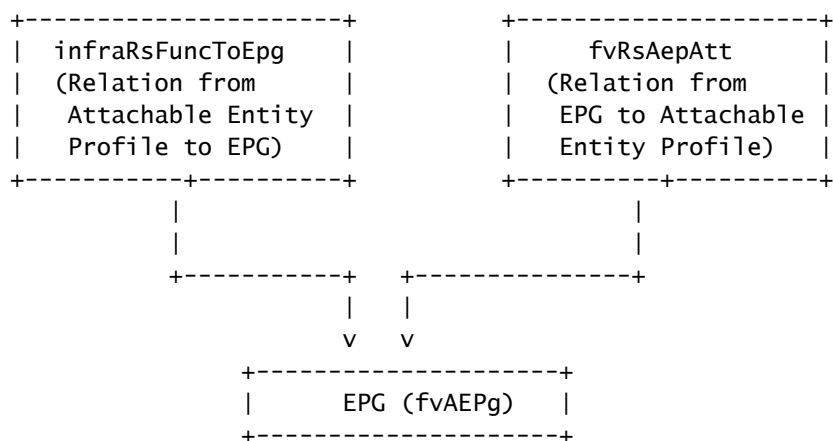 infraRsFuncToEpg
(Relation from
Attachable Entity
Profile to EPG)
fvRsAepAtt
(Relation from
EPG to Attachable
Entity Profile)
EPG (fvAEPg)